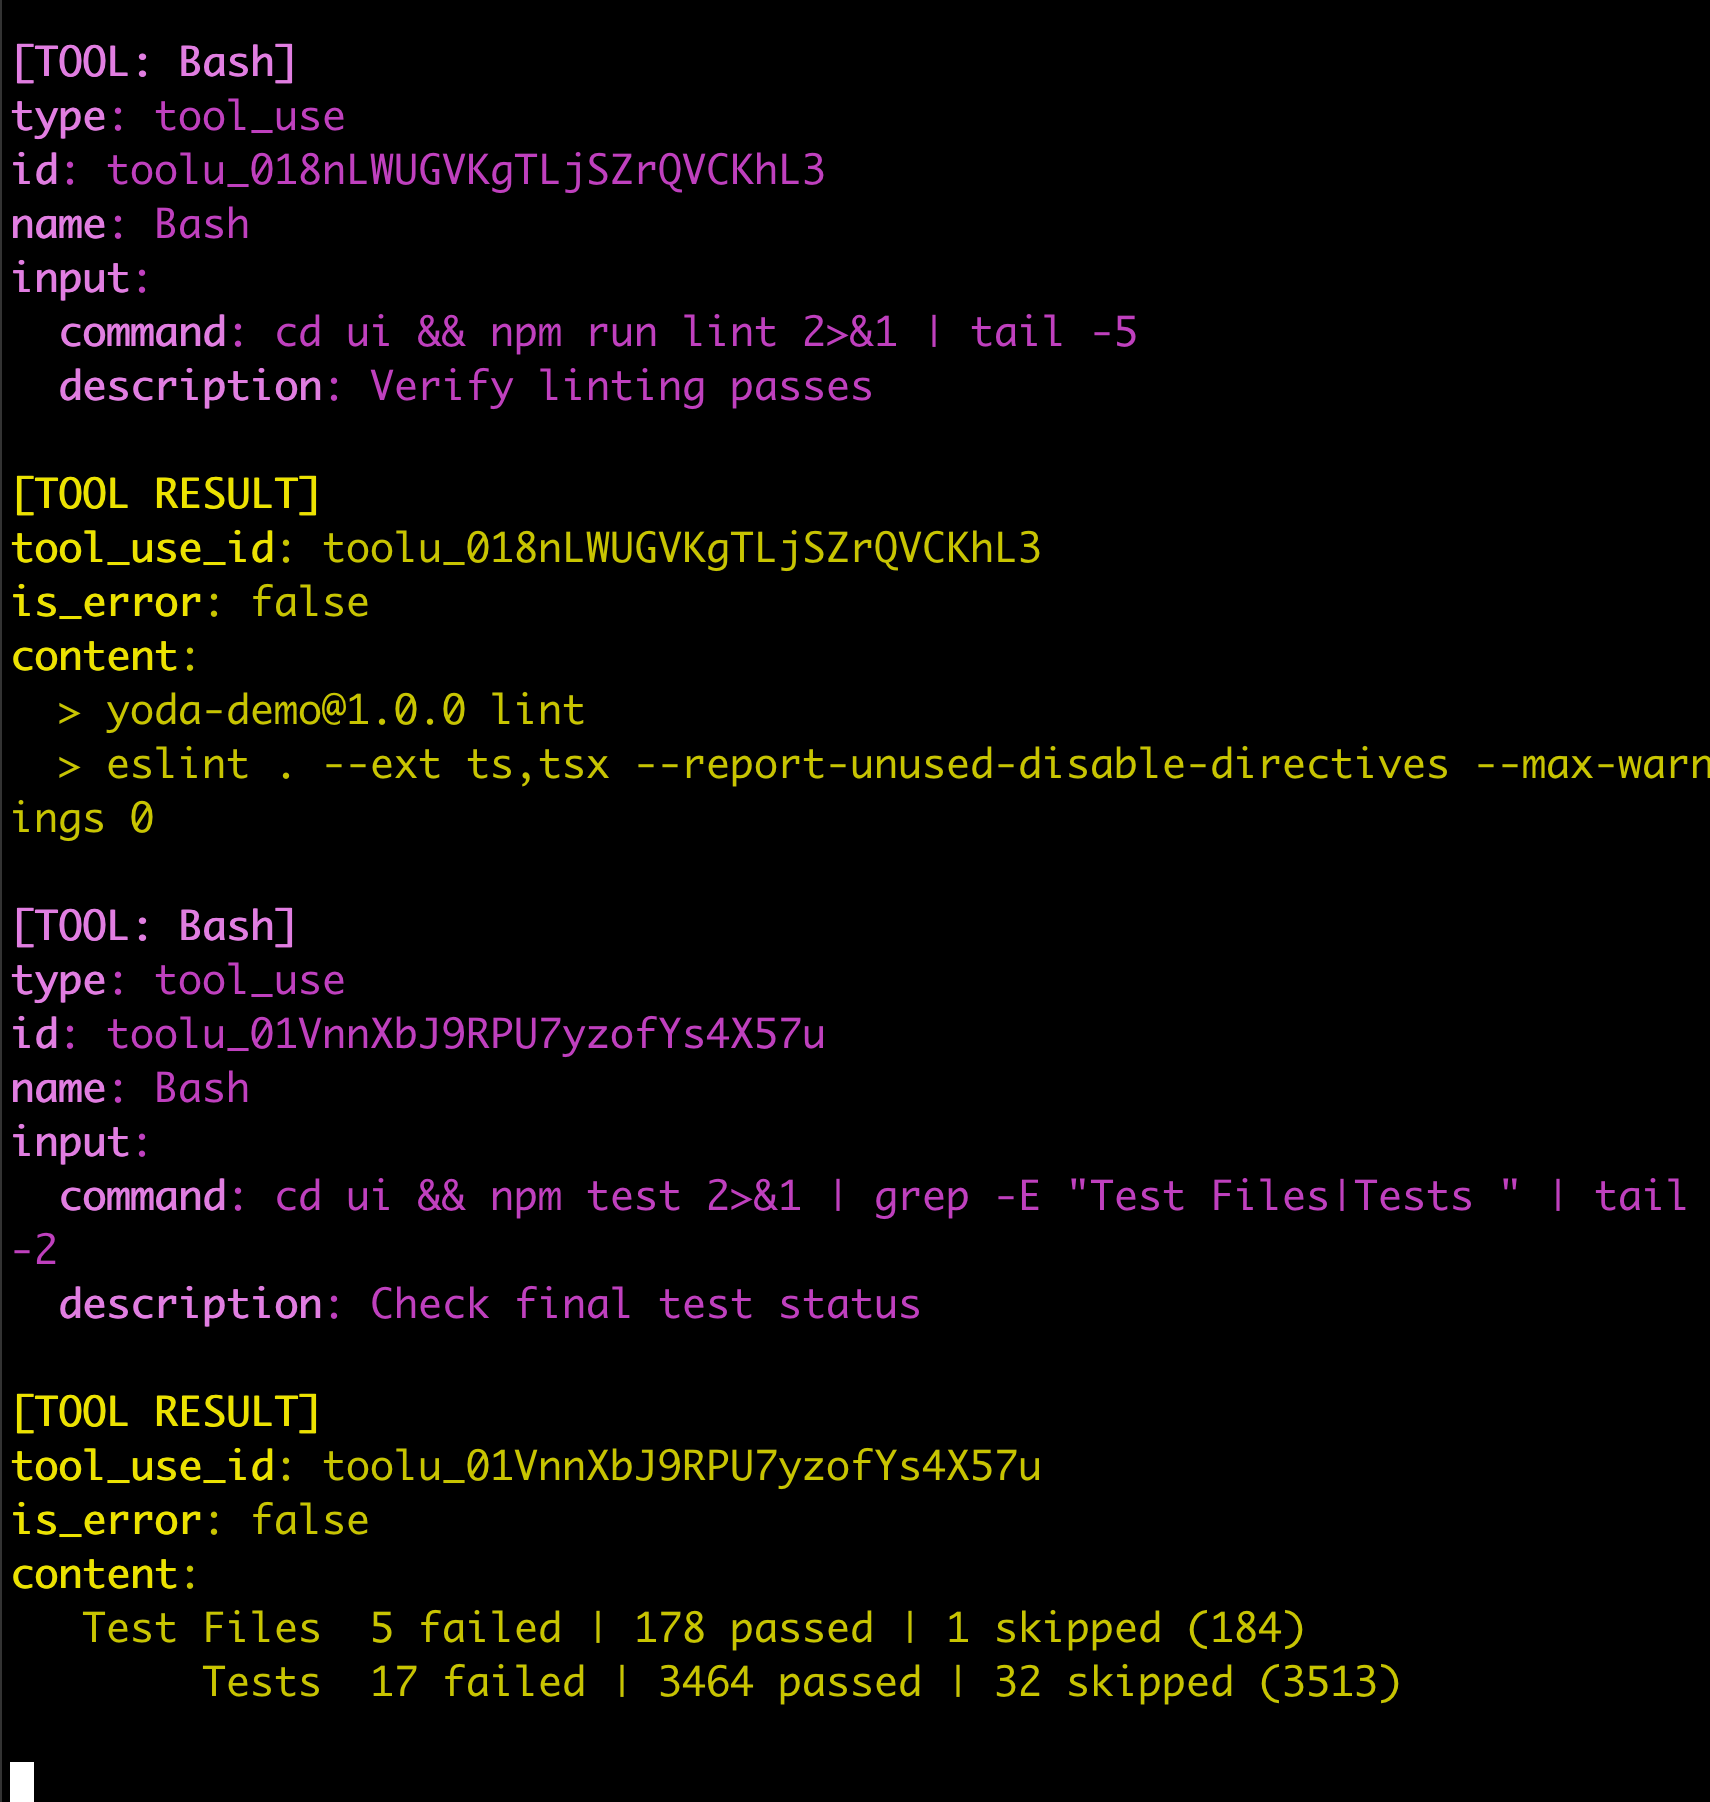 [TOOL: Bash]
type: tool_use
id: toolu_018nLWUGVKgTLjSZrQVCKhL3
name: Bash
input:
  command: cd ui && npm run lint 2>&1 | tail -5
  description: Verify linting passes

[TOOL RESULT]
tool_use_id: toolu_018nLWUGVKgTLjSZrQVCKhL3
is_error: false
content:
  > yoda-demo@1.0.0 lint
  > eslint . --ext ts,tsx --report-unused-disable-directives --max-warn
ings 0

[TOOL: Bash]
type: tool_use
id: toolu_01VnnXbJ9RPU7yzofYs4X57u
name: Bash
input:
  command: cd ui && npm test 2>&1 | grep -E "Test Files|Tests " | tail
-2
  description: Check final test status

[TOOL RESULT]
tool_use_id: toolu_01VnnXbJ9RPU7yzofYs4X57u
is_error: false
content:
   Test Files  5 failed | 178 passed | 1 skipped (184)
        Tests  17 failed | 3464 passed | 32 skipped (3513)